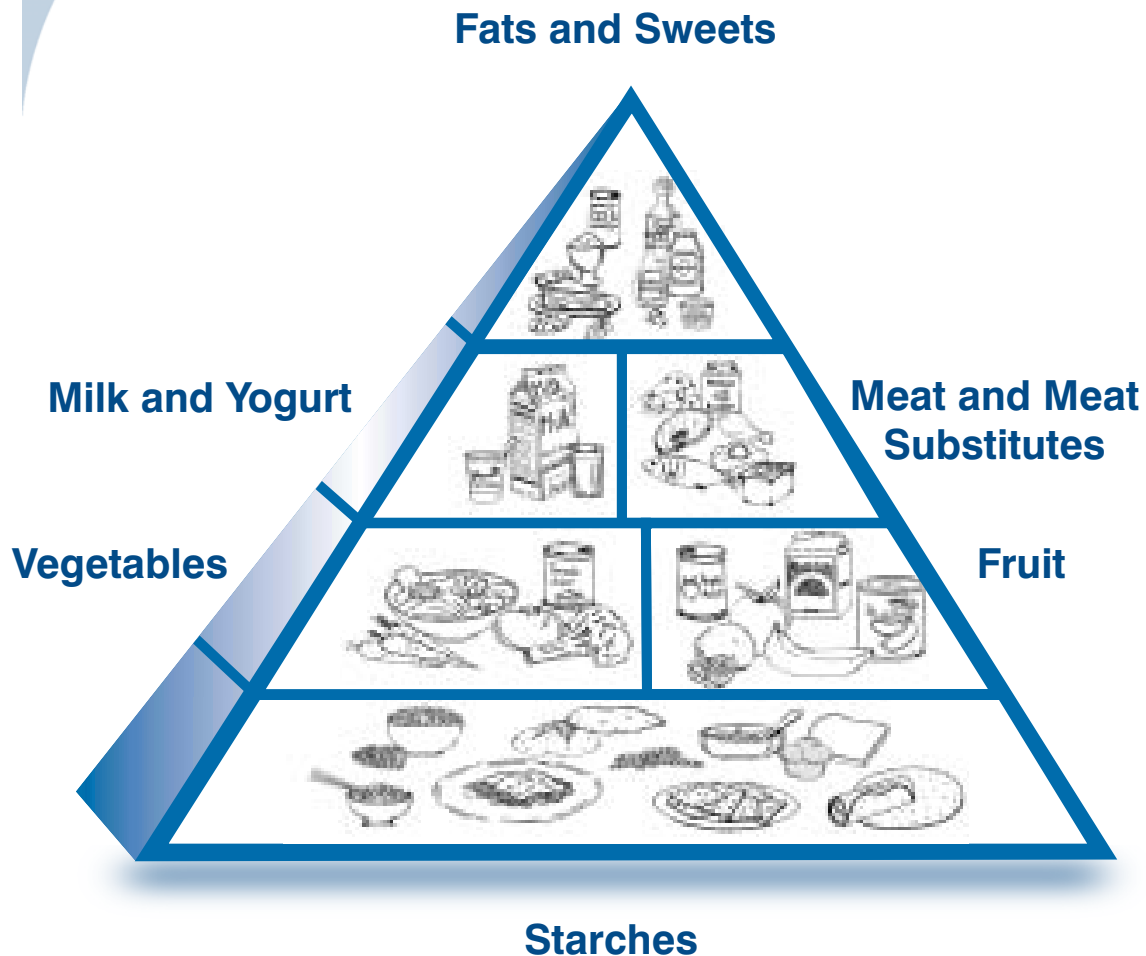 Fats and Sweets
Milk and Yogurt
Meat and Meat
Substitutes
Vegetables
Fruit
Starches